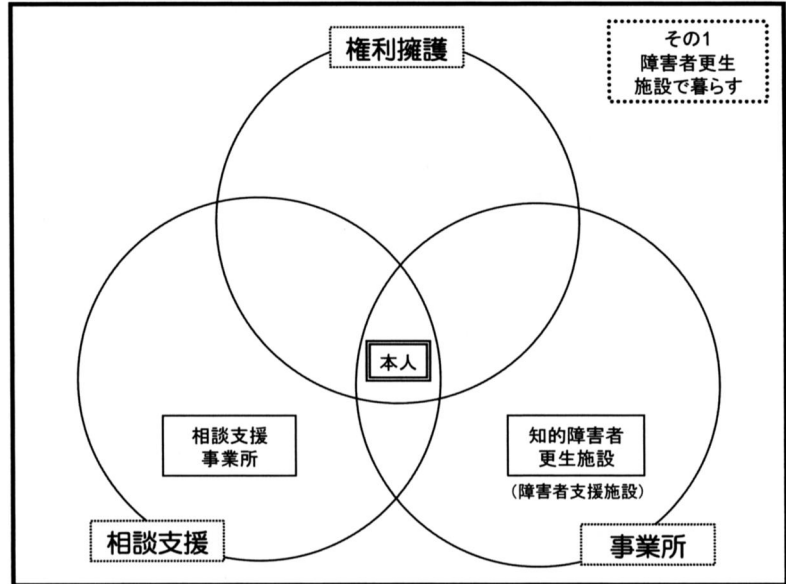 権利擁護
その1
障害者更生
施設で暮らす
本人
相談支援
事業所
知的障害者
更生施設
(障害者支援施設)
相談支援
事業所